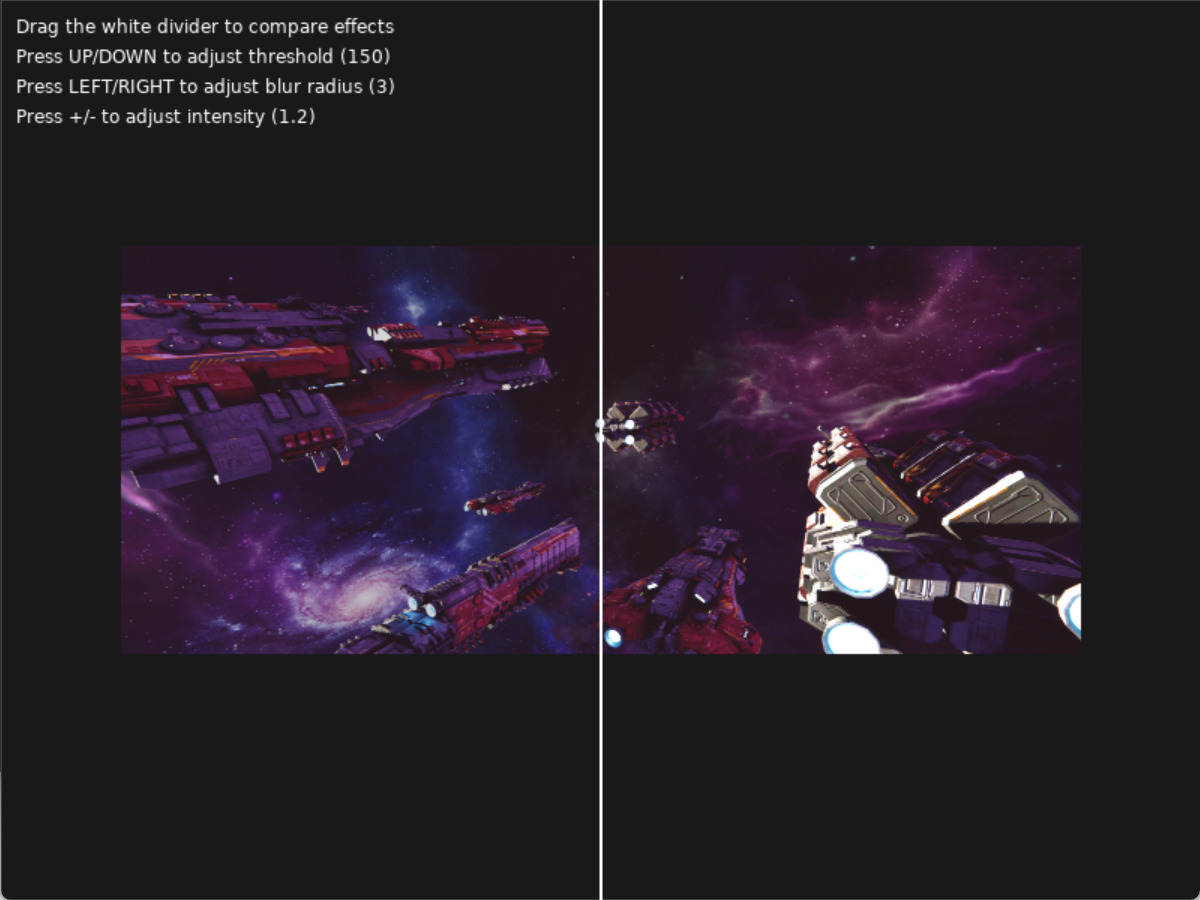 Drag the white divider to compare effects
Press UP/DOWN to adjust threshold (150)
Press LEFT/RIGHT to adjust blur radius (3)
Press +/- to adjust intensity (1.2)